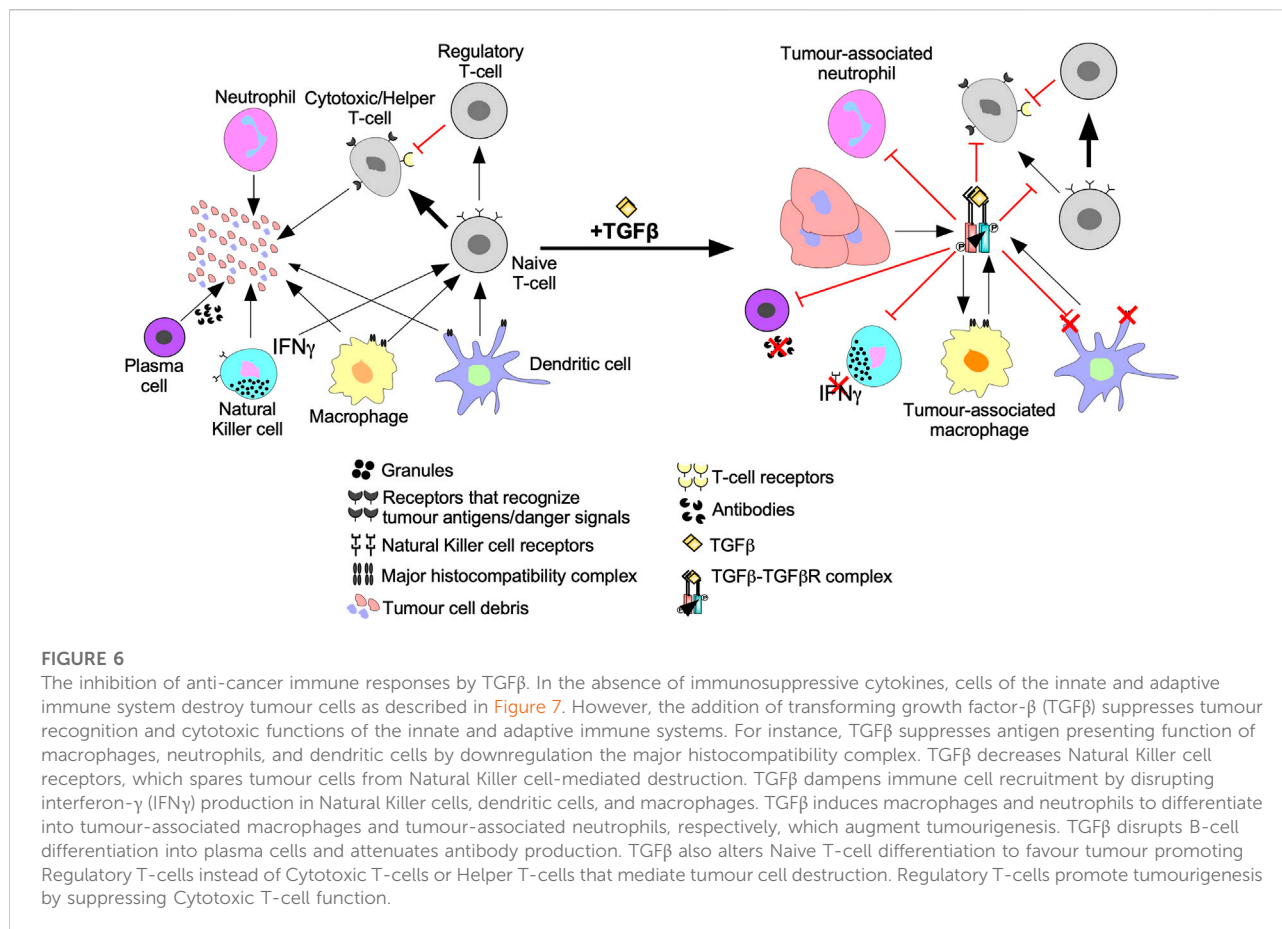 Regulatory
T-cell
Neutrophil
Cytotoxic/Helper
T-cell
Naive
T-cell
IFNγ
Plasma
cell
Natural
Killer cell
Macrophage
Dendritic cell
+TGFβ
Tumour-associated
neutrophil
P
P
IFNγ
Tumour-associated
macrophage
Granules
Receptors that recognize
tumour antigens/danger signals
Natural Killer cell receptors
Major histocompatibility complex
Tumour cell debris
T-cell receptors
Antibodies
TGFβ
TGFβ-TGFβR complex
P
P
FIGURE 6
The inhibition of anti-cancer immune responses by TGFβ. In the absence of immunosuppressive cytokines, cells of the innate and adaptive
immune system destroy tumour cells as described in Figure 7. However, the addition of transforming growth factor-β (TGFβ) suppresses tumour
recognition and cytotoxic functions of the innate and adaptive immune systems. For instance, TGFβ suppresses antigen presenting function of
macrophages, neutrophils, and dendritic cells by downregulation the major histocompatibility complex. TGFβ decreases Natural Killer cell
receptors, which spares tumour cells from Natural Killer cell-mediated destruction. TGFβ dampens immune cell recruitment by disrupting
interferon-γ (IFNγ) production in Natural Killer cells, dendritic cells, and macrophages. TGFβ induces macrophages and neutrophils to differentiate
into tumour-associated macrophages and tumour-associated neutrophils, respectively, which augment tumourigenesis. TGFβ disrupts B-cell
differentiation into plasma cells and attenuates antibody production. TGFβ also alters Naive T-cell differentiation to favour tumour promoting
Regulatory T-cells instead of Cytotoxic T-cells or Helper T-cells that mediate tumour cell destruction. Regulatory T-cells promote tumourigenesis
by suppressing Cytotoxic T-cell function.